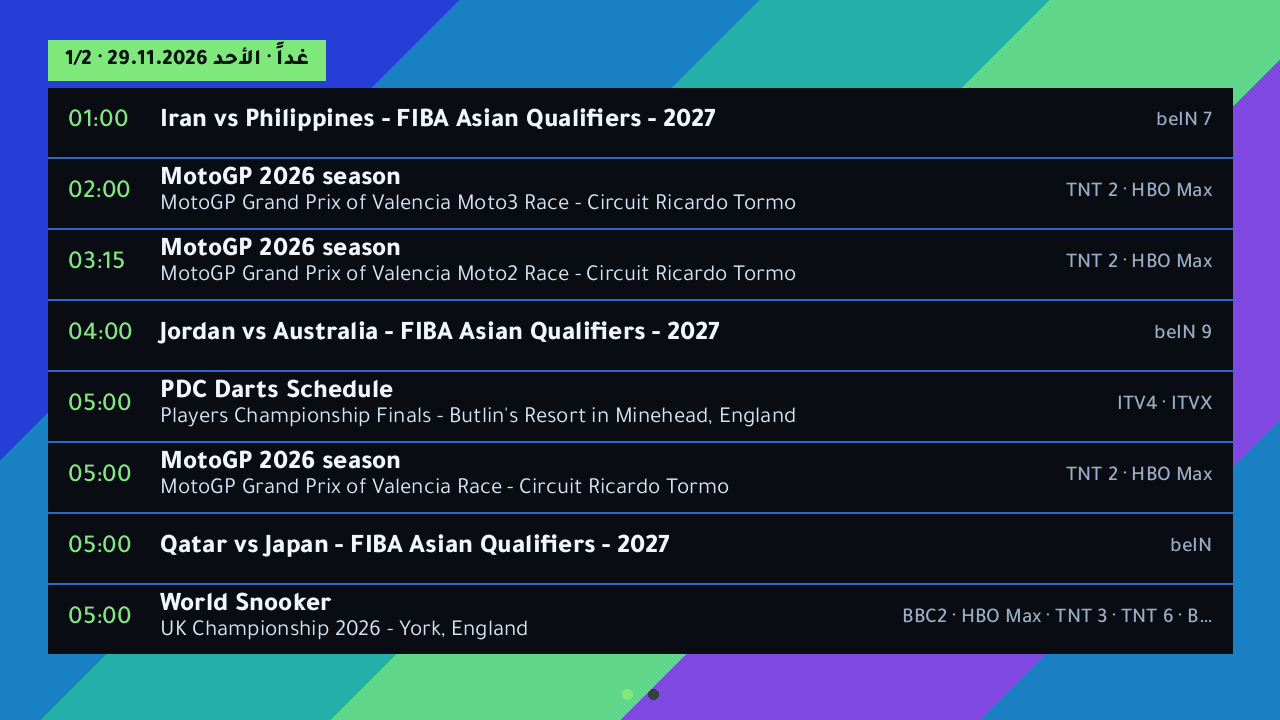 غداً · الأحد 29.11.2026 · 1/2
01:00 Iran vs Philippines - FIBA Asian Qualifiers - 2027 beIN 7
02:00 MotoGP 2026 season TNT 2 · HBO Max
MotoGP Grand Prix of Valencia Moto3 Race - Circuit Ricardo Tormo
03:15 MotoGP 2026 season TNT 2 · HBO Max
MotoGP Grand Prix of Valencia Moto2 Race - Circuit Ricardo Tormo
04:00 Jordan vs Australia - FIBA Asian Qualifiers - 2027 beIN 9
05:00 PDC Darts Schedule ITV4 · ITVX
Players Championship Finals - Butlin's Resort in Minehead, England
05:00 MotoGP 2026 season TNT 2 · HBO Max
MotoGP Grand Prix of Valencia Race - Circuit Ricardo Tormo
05:00 Qatar vs Japan - FIBA Asian Qualifiers - 2027 beIN
05:00 World Snooker BBC2 · HBO Max · TNT 3 · TNT 6 · B...
UK Championship 2026 - York, England